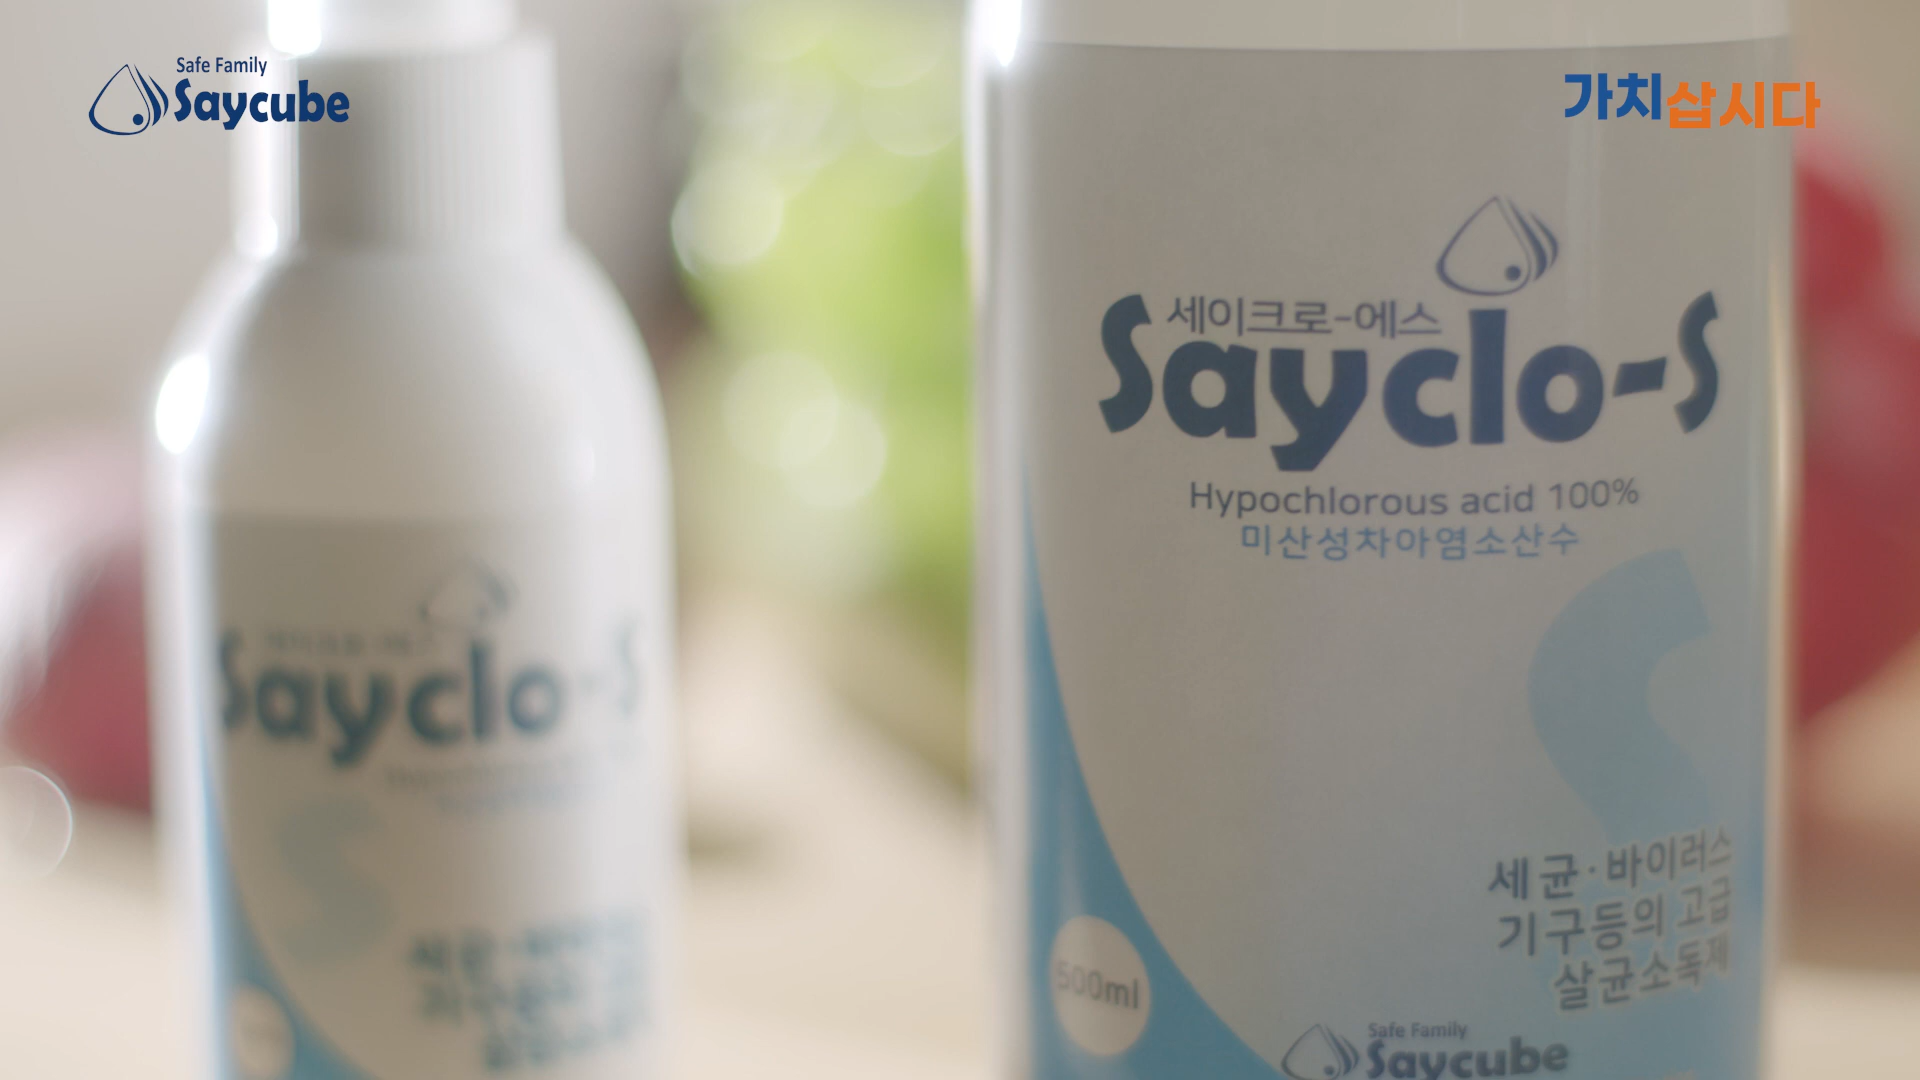 Safe Family
Saycube
가치삽시다
세이크로-에스
Sayclo-S
Hypochlorous acid 100%
미산성차아염소산수
세균·바이러스
기구등의 고급
살균소독제
500ml
Safe Family
Saycube
Sayclo-S